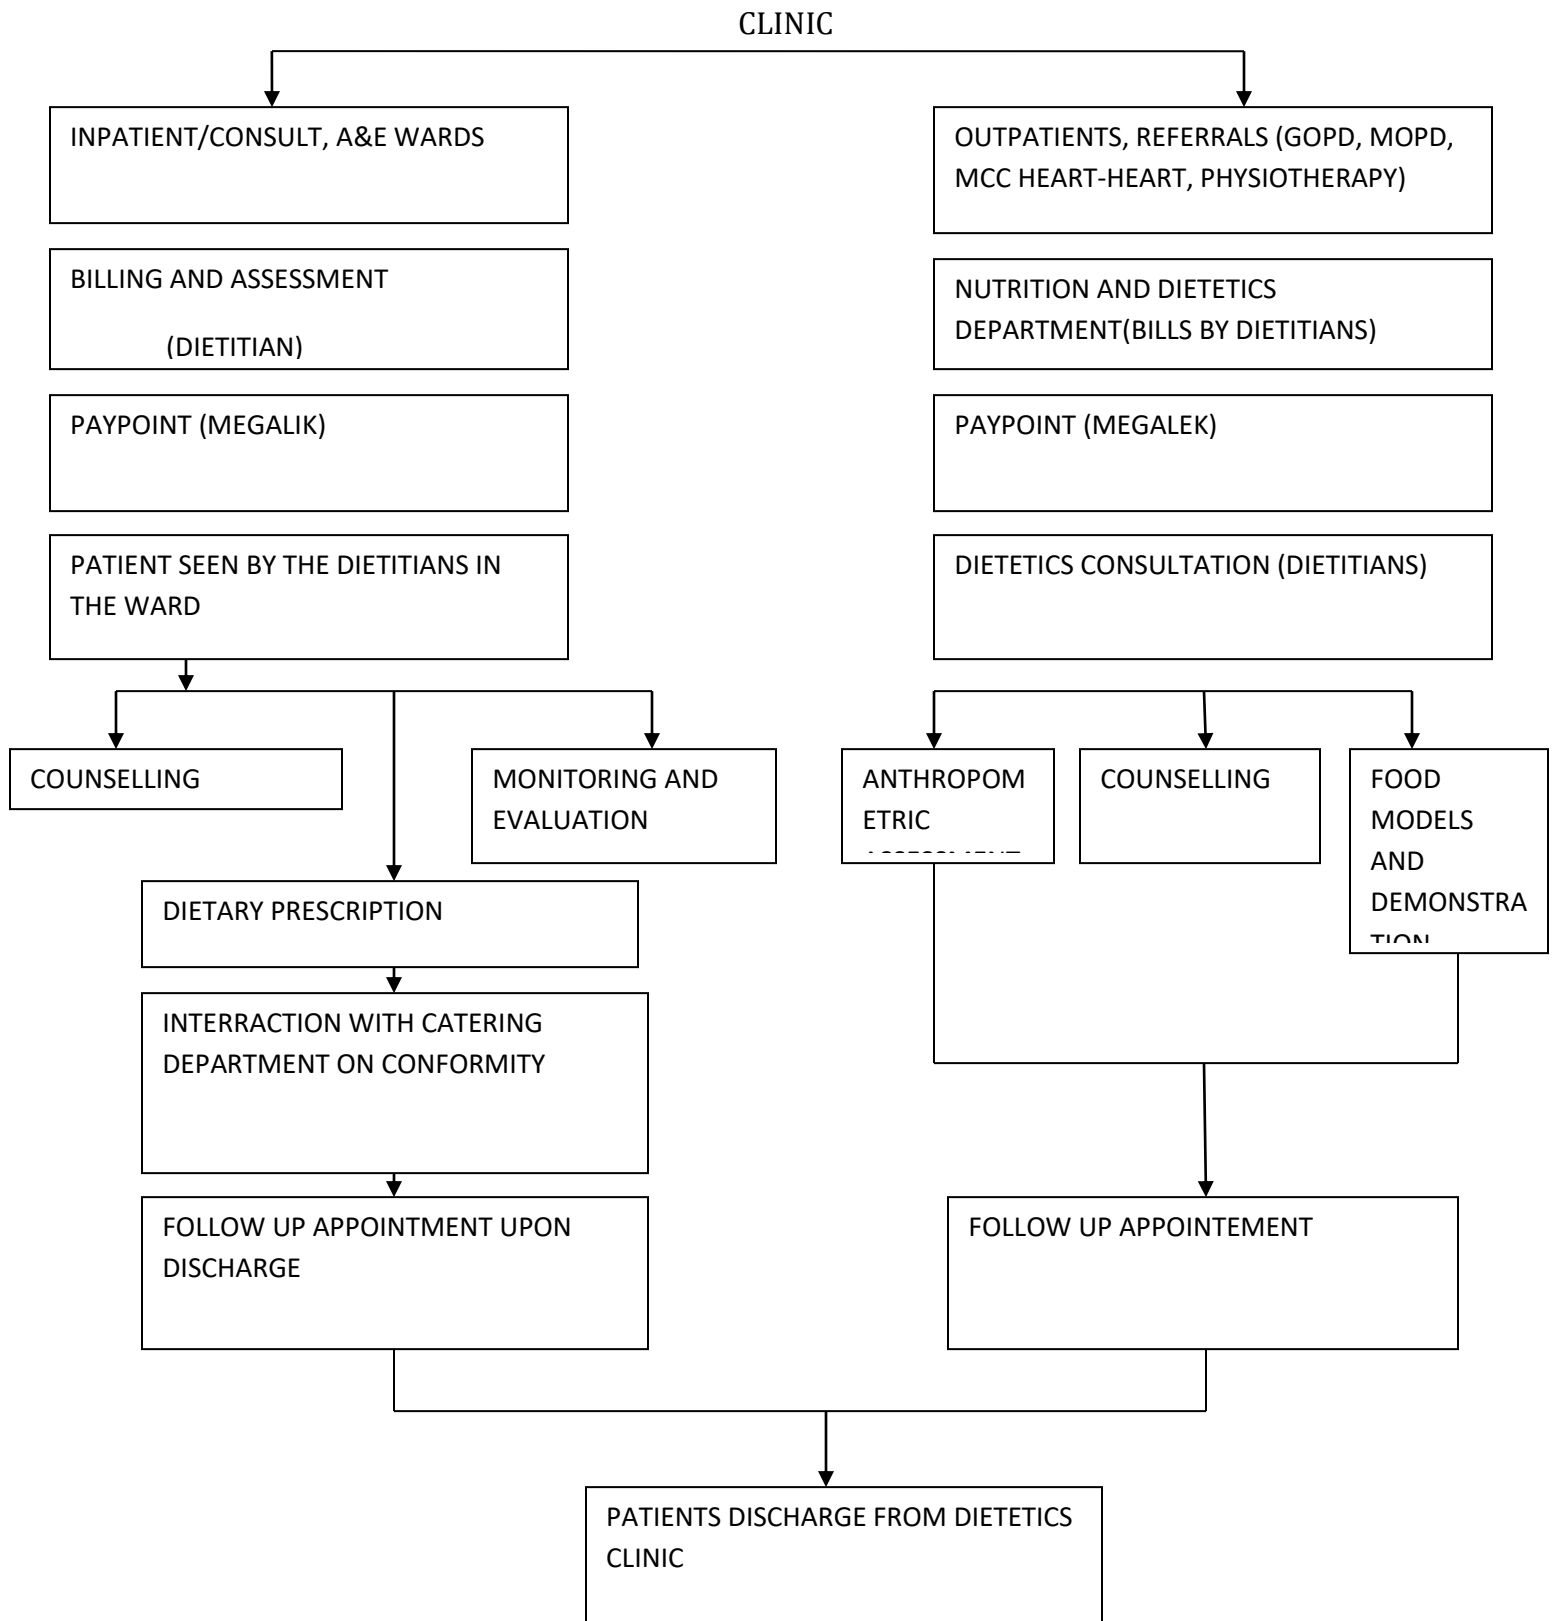 CLINIC
INPATIENT/CONSULT, A&E WARDS
OUTPATIENTS, REFERRALS (GOPD, MOPD,
MCC HEART-HEART, PHYSIOTHERAPY)
BILLING AND ASSESSMENT
(DIETITIAN)
NUTRITION AND DIETETICS
DEPARTMENT(BILLS BY DIETITIANS)
PAYPOINT (MEGALIK)
PAYPOINT (MEGALEK)
PATIENT SEEN BY THE DIETITIANS IN
THE WARD
DIETETICS CONSULTATION (DIETITIANS)
COUNSELLING
MONITORING AND
EVALUATION
ANTHROPOM
ETRIC
COUNSELLING
FOOD
MODELS
AND
DEMONSTRA
TION
DIETARY PRESCRIPTION
INTERRACTION WITH CATERING
DEPARTMENT ON CONFORMITY
FOLLOW UP APPOINTMENT UPON
DISCHARGE
FOLLOW UP APPOINTEMENT
PATIENTS DISCHARGE FROM DIETETICS
CLINIC